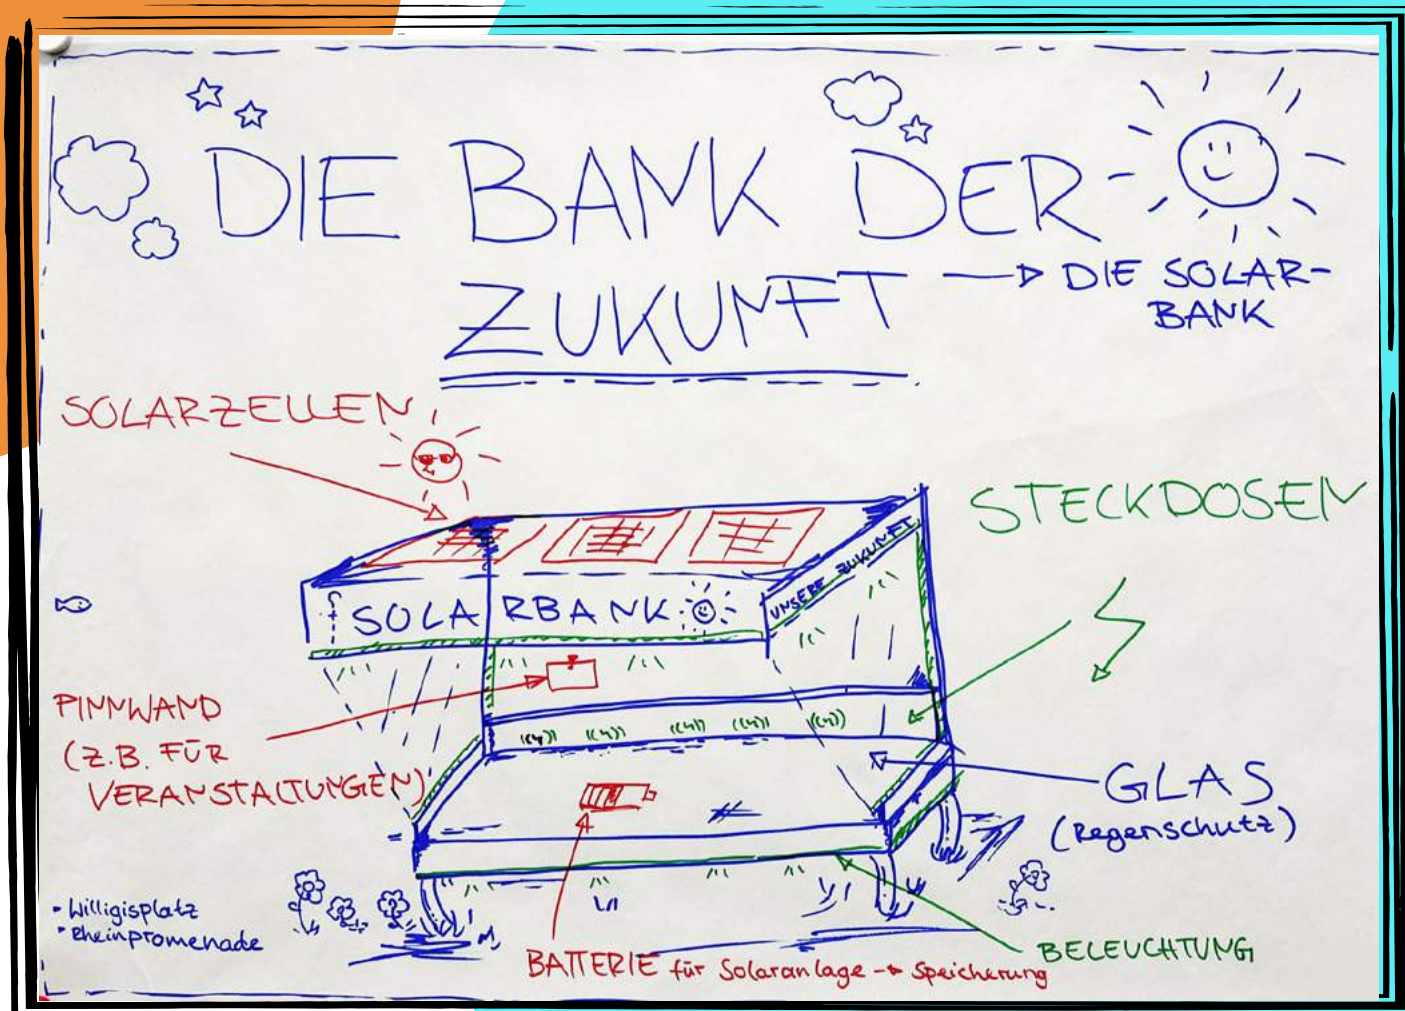 DIE BANK DER
ZUKUNFT
DIE SOLAR-
BANK
SOLARZELLEN
STECKDOSEN
UNSERE ZUKUNFT
SOLARBANK
PINNWAND
(Z.B. FÜR
VERANSTALTUNGEN)
GLAS
(Regenschutz)
- Willigisplatz
- Rheinpromenade
BELEUCHTUNG
BATTERIE für Solaranlage → Speicherung